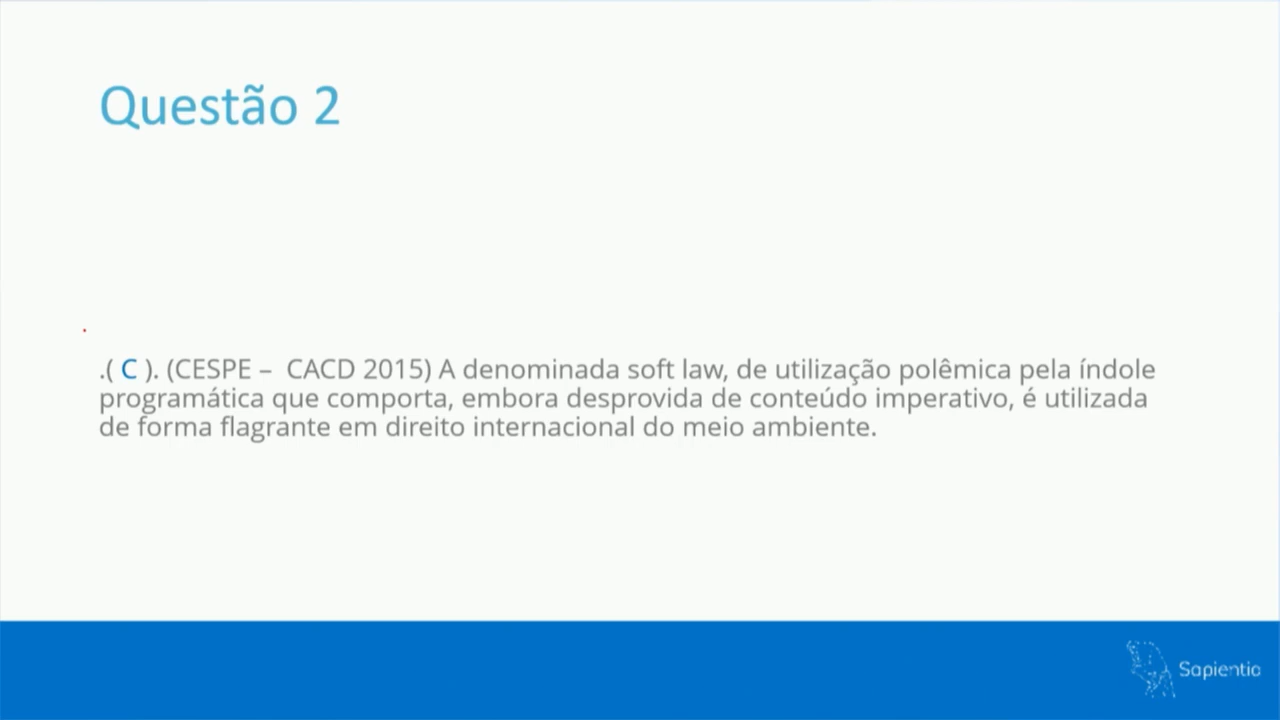 Questão 2
.( C ). (CESPE – CACD 2015) A denominada soft law, de utilização polêmica pela índole
programática que comporta, embora desprovida de conteúdo imperativo, é utilizada
de forma flagrante em direito internacional do meio ambiente.
Sapientia